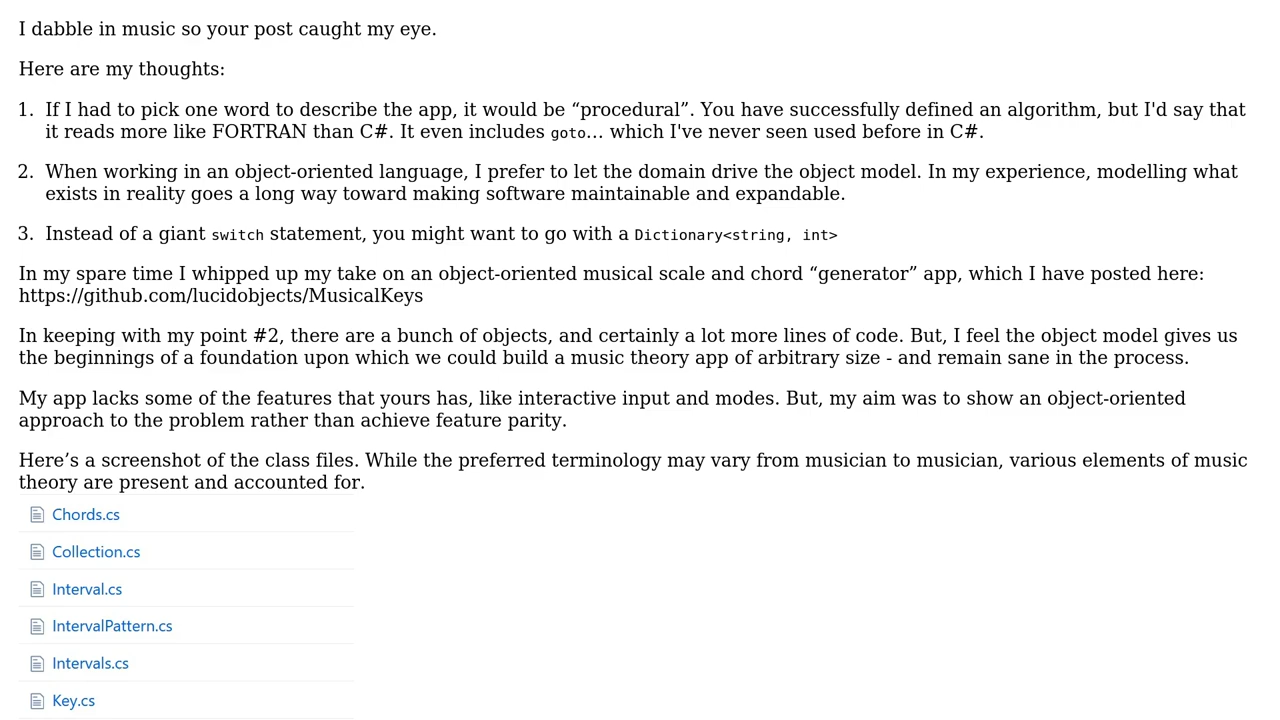 I dabble in music so your post caught my eye.
Here are my thoughts:
1. If I had to pick one word to describe the app, it would be “procedural”. You have successfully defined an algorithm, but I'd say that
it reads more like FORTRAN than C#. It even includes goto… which I've never seen used before in C#.
2. When working in an object-oriented language, I prefer to let the domain drive the object model. In my experience, modelling what
exists in reality goes a long way toward making software maintainable and expandable.
3. Instead of a giant switch statement, you might want to go with a Dictionary<string, int>
In my spare time I whipped up my take on an object-oriented musical scale and chord “generator” app, which I have posted here:
https://github.com/lucidobjects/MusicalKeys
In keeping with my point #2, there are a bunch of objects, and certainly a lot more lines of code. But, I feel the object model gives us
the beginnings of a foundation upon which we could build a music theory app of arbitrary size - and remain sane in the process.
My app lacks some of the features that yours has, like interactive input and modes. But, my aim was to show an object-oriented
approach to the problem rather than achieve feature parity.
Here’s a screenshot of the class files. While the preferred terminology may vary from musician to musician, various elements of music
theory are present and accounted for.
Chords.cs
Collection.cs
Interval.cs
IntervalPattern.cs
Intervals.cs
Key.cs